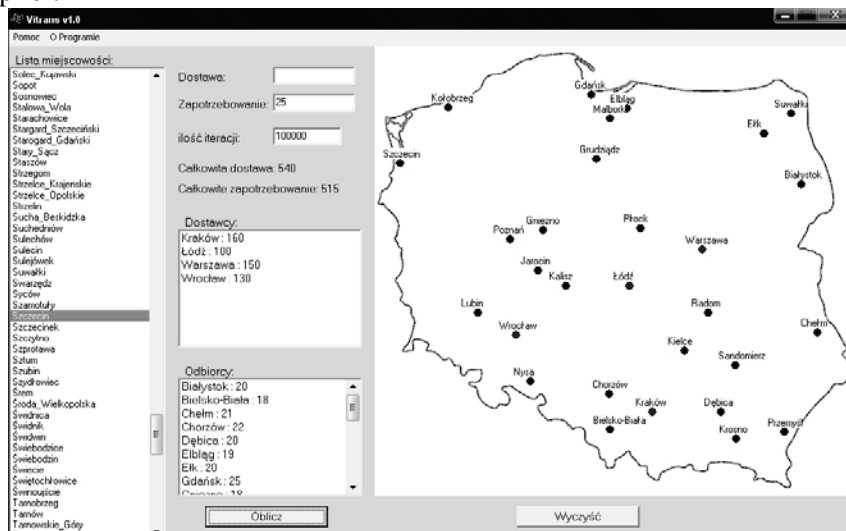 Vitrans v1.0
Pomoc O Programie
Lista miejscowości:
Solec_Kujawski
Sopot
Sosnowiec
Stalowa_Wola
Starachowice
Stargard_Szczeciński
Starogard_Gdański
Stary_Sącz
Staszów
Strzegom
Strzelce_Krajenskie
Strzelce_Opolskie
Strzelin
Sucha_Beskidzka
Suchedniów
Sulechów
Sulecin
Sulejówek
Suwałki
Swarzędz
Syców
Szamotuły
Szczecin
Szczecinek
Szczytno
Szprotawa
Sztum
Szubin
Szydłowiec
Śrem
Środa_Wielkopolska
Świdnica
Świdnik
Świdwin
Świebodzice
Świebodzin
Świecie
Świętochłowice
Świnoujście
Tarnobrzeg
Tarnów
Tarnowskie_Góry
Dostawa:
Zapotrzebowanie: 25
ilość iteracji: 100000
Całkowita dostawa: 540
Całkowite zapotrzebowanie: 515
Dostawcy:
Kraków : 160
Łódź : 100
Warszawa : 150
Wrocław : 130
Odbiorcy:
Białystok : 20
Bielsko-Biała : 18
Chełm : 21
Chorzów : 22
Dębica : 20
Elbląg : 19
Ełk : 20
Gdańsk : 25
Gniezno : 18
Oblicz
Kołobrzeg
Gdańsk
Elbląg
Malbork
Suwałki
Ełk
Szczecin
Grudziądz
Białystok
Gniezno
Płock
Poznań
Warszawa
Jarocin
Kalisz
Łódź
Lubin
Radom
Wrocław
Chełm
Kielce
Sandomierz
Nysa
Chorzów
Kraków
Dębica
Bielsko-Biała
Krosno
Przemyśl
Wyczyść